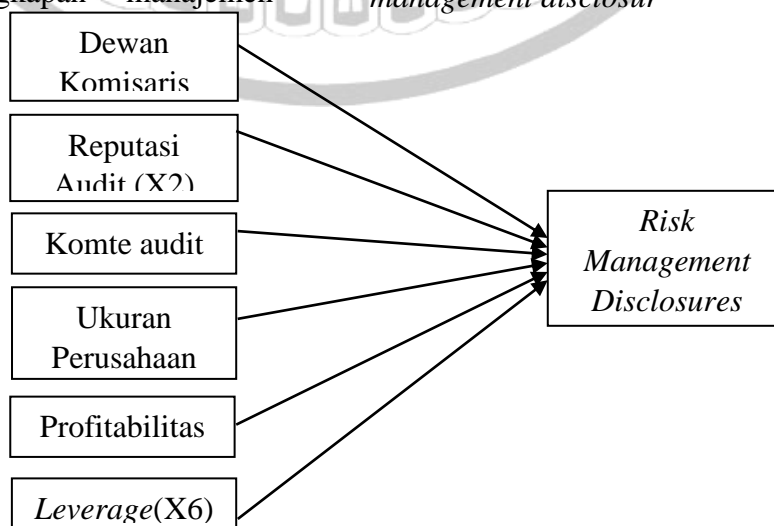 manajemen
management disclosur
Dewan
Komisaris
Reputasi
Audit (X2)
Komte audit
Ukuran
Perusahaan
Profitabilitas
Leverage(X6)
Risk
Management
Disclosures